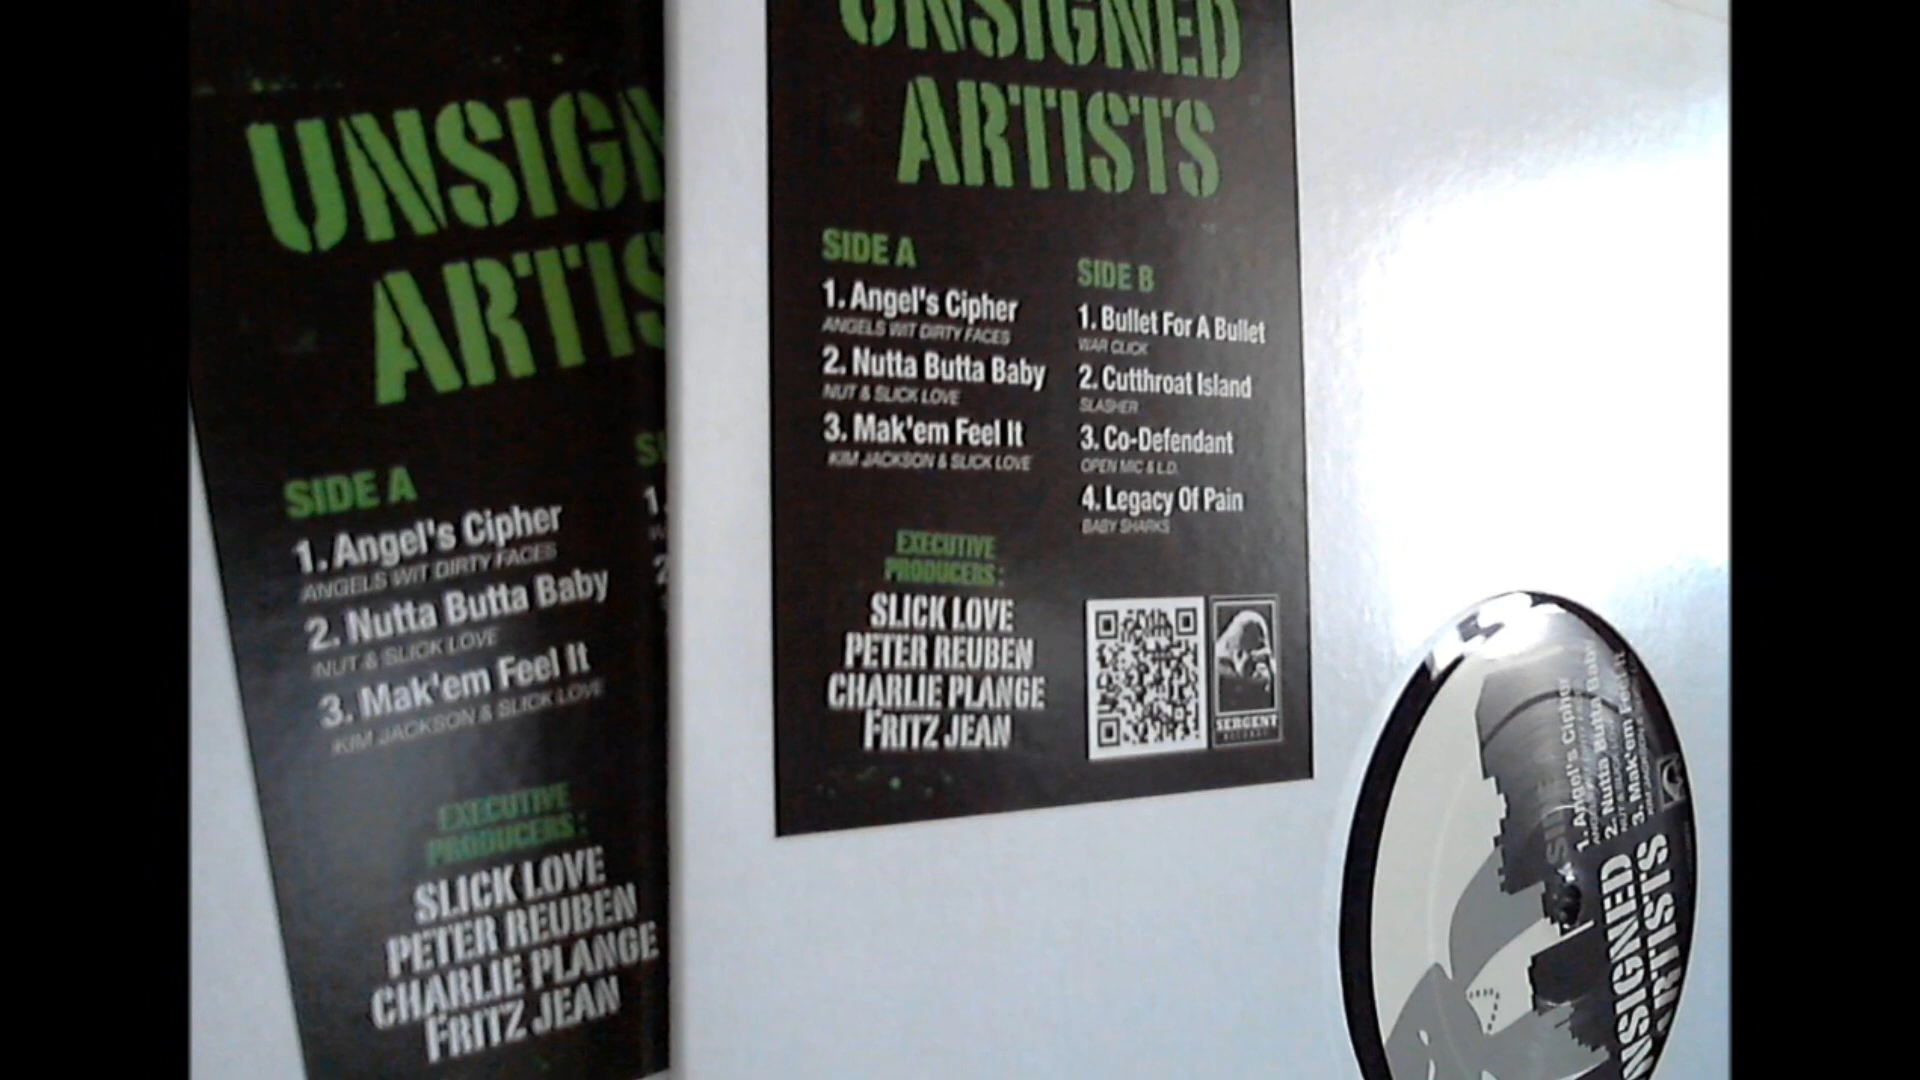 UNSIGN
ARTIS
SIDE A
1. Angel's Cipher
ANGELS WIT DIRTY FACES
2. Nutta Butta Baby
NUT & SLICK LOVE
3. Mak'em Feel It
KIM JACKSON & SLICK LOVE
EXECUTIVE
PRODUCERS:
SLICK LOVE
PETER REUBEN
CHARLIE PLANGE
FRITZ JEAN
UNSIGNED
ARTISTS
SIDE A
1. Angel's Cipher
ANGELS WIT DIRTY FACES
2. Nutta Butta Baby
NUT & SLICK LOVE
3. Mak'em Feel It
KIM JACKSON & SLICK LOVE
SIDE B
1. Bullet For A Bullet
WAR CLICK
2. Cutthroat Island
SLASHER
3. Co-Defendant
OPEN MIC & L.D.
4. Legacy Of Pain
BABY SHARKS
EXECUTIVE
PRODUCERS:
SLICK LOVE
PETER REUBEN
CHARLIE PLANGE
FRITZ JEAN
SERGENT
SIDE A
1. Angel's Cipher
2. Nutta Butta Baby
3. Mak'em Feel It
UNSIGNED
ARTISTS